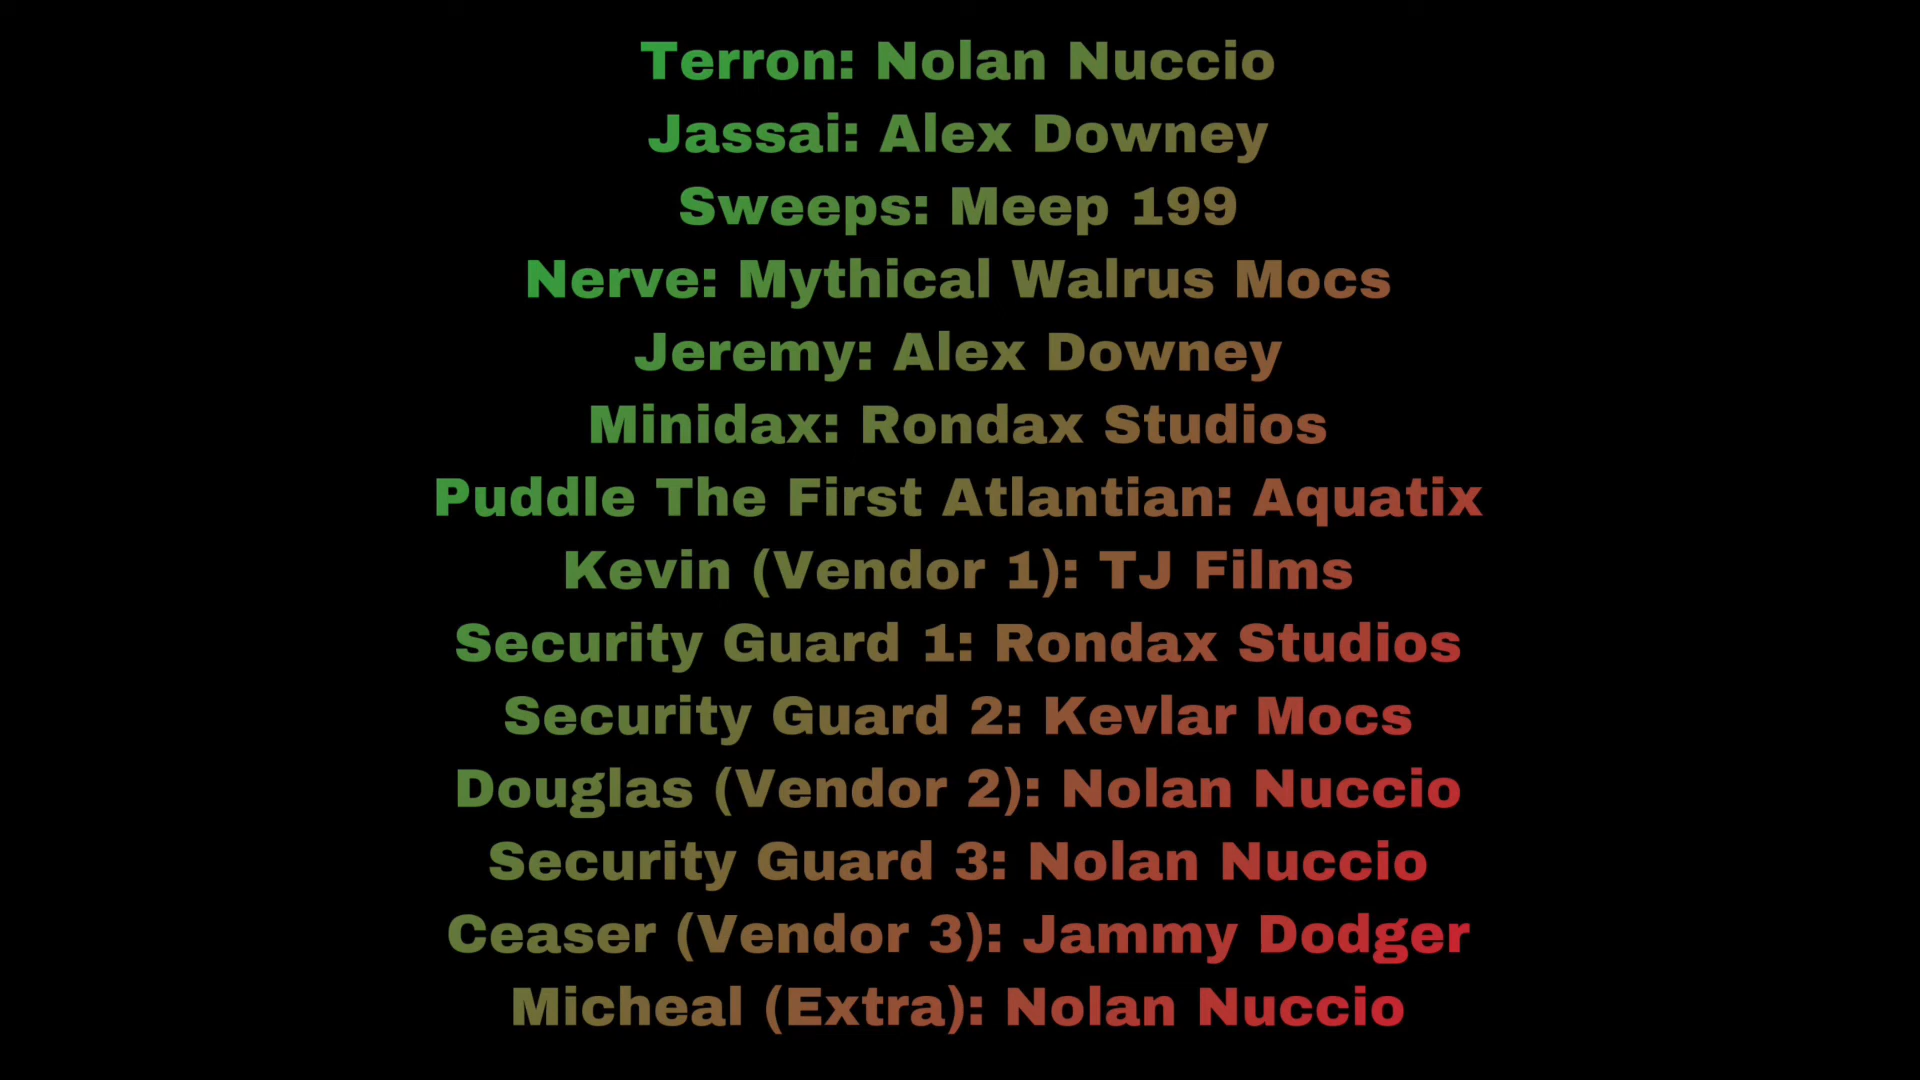 Terron: Nolan Nuccio
Jassai: Alex Downey
Sweeps: Meep 199
Nerve: Mythical Walrus Mocs
Jeremy: Alex Downey
Minidax: Rondax Studios
Puddle The First Atlantian: Aquatix
Kevin (Vendor 1): TJ Films
Security Guard 1: Rondax Studios
Security Guard 2: Kevlar Mocs
Douglas (Vendor 2): Nolan Nuccio
Security Guard 3: Nolan Nuccio
Ceaser (Vendor 3): Jammy Dodger
Micheal (Extra): Nolan Nuccio